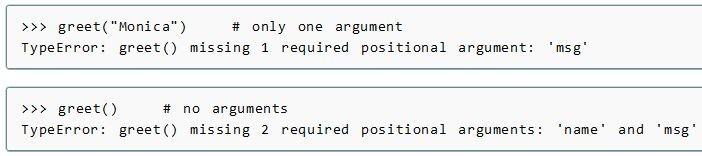 >>> greet("Monica")    # only one argument
TypeError: greet() missing 1 required positional argument: 'msg'
>>> greet()    # no arguments
TypeError: greet() missing 2 required positional arguments: 'name' and 'msg'